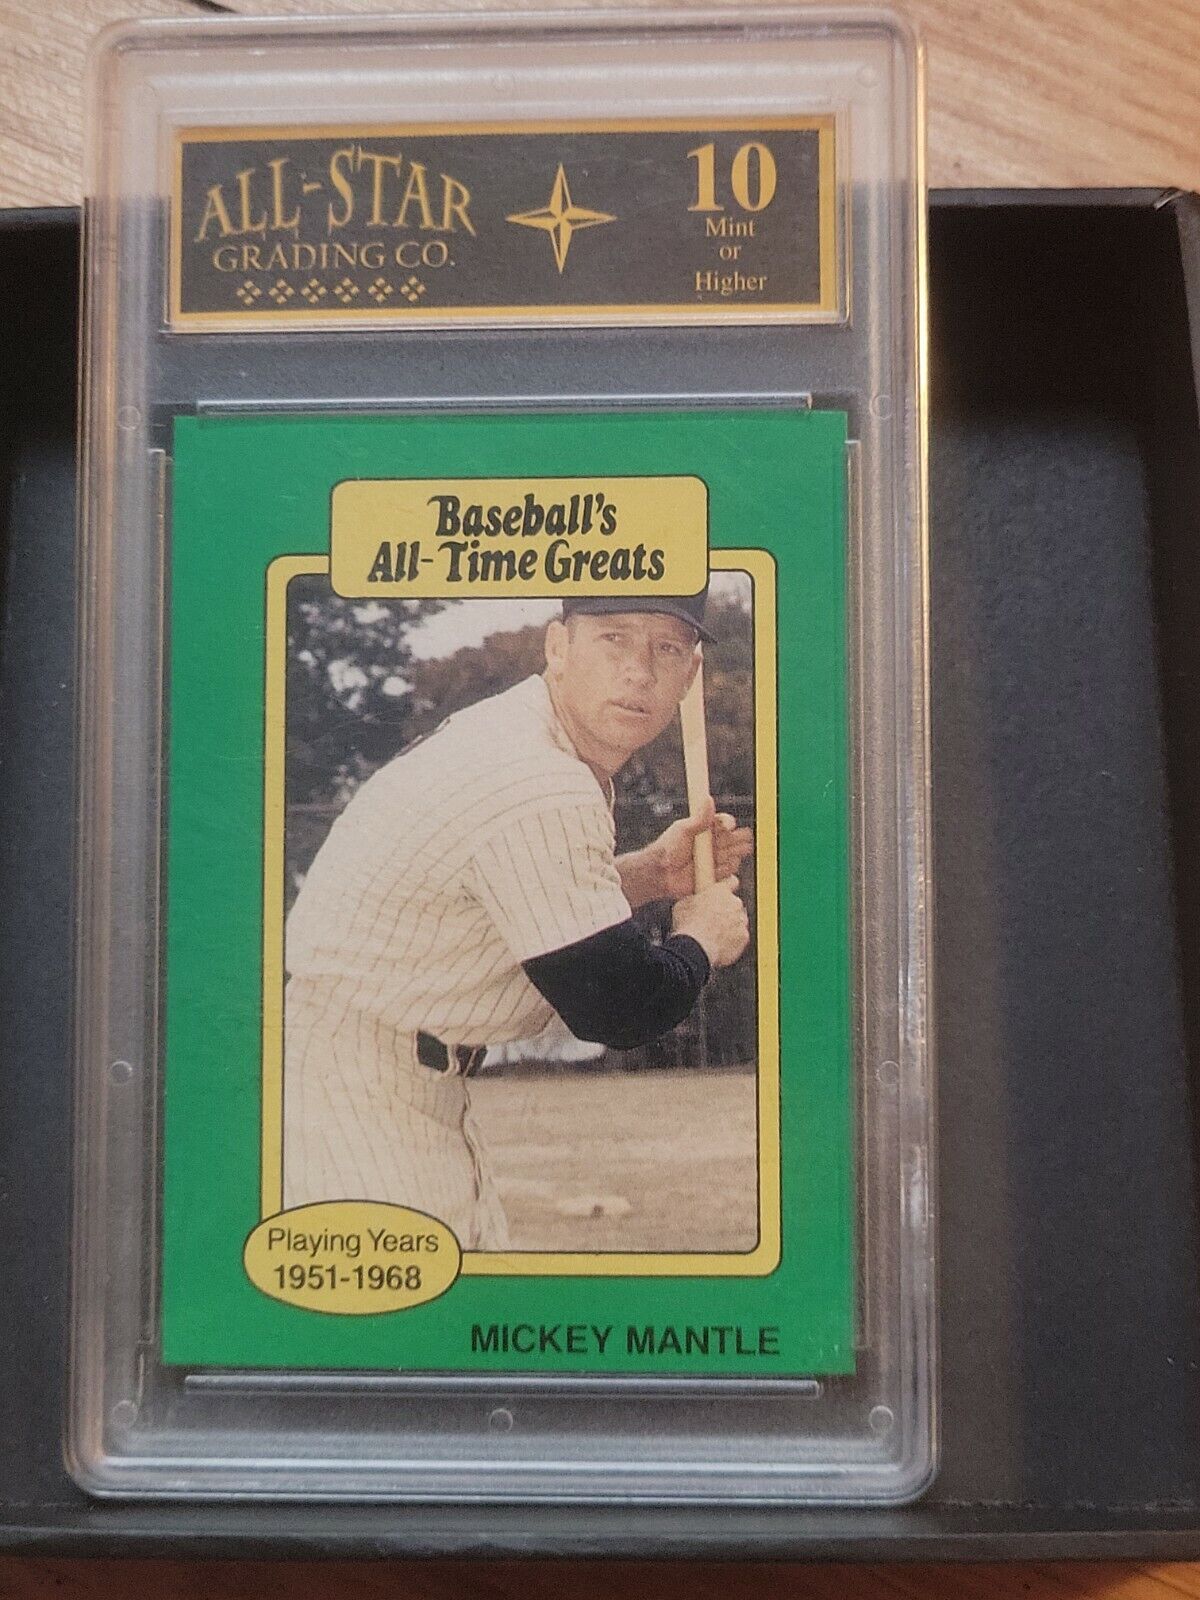 ALL-STAR
GRADING CO.
10
Mint
or
Higher
Baseball's
All-Time Greats
Playing Years
1951-1968
MICKEY MANTLE